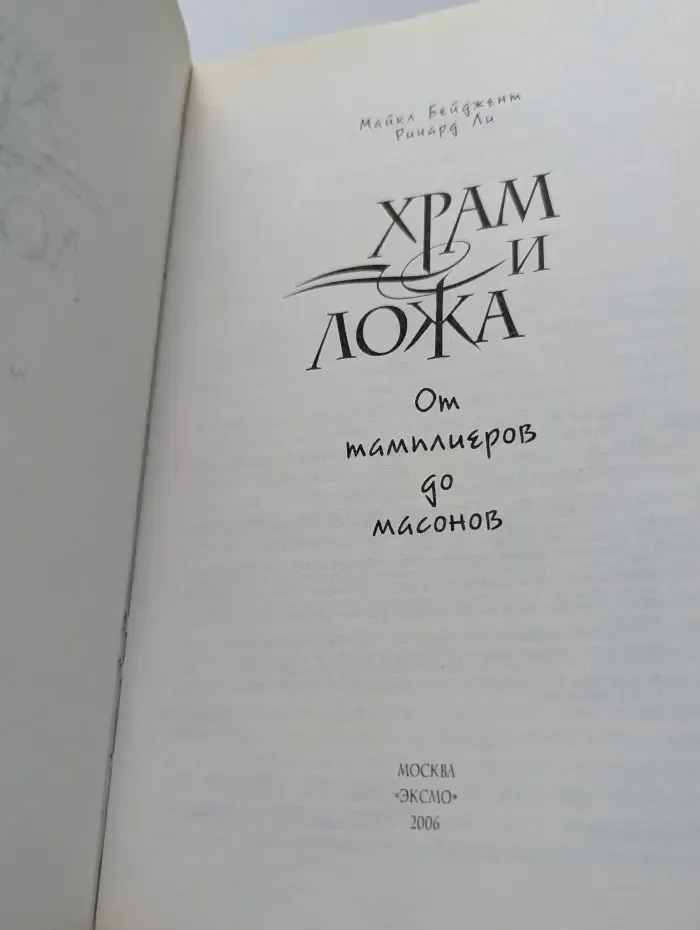 Майкл Бейджент
Ричард Ли
ХРАМ
И
ЛОЖА
От
тамплиеров
до
масонов
МОСКВА
«ЭКСМО»
2006